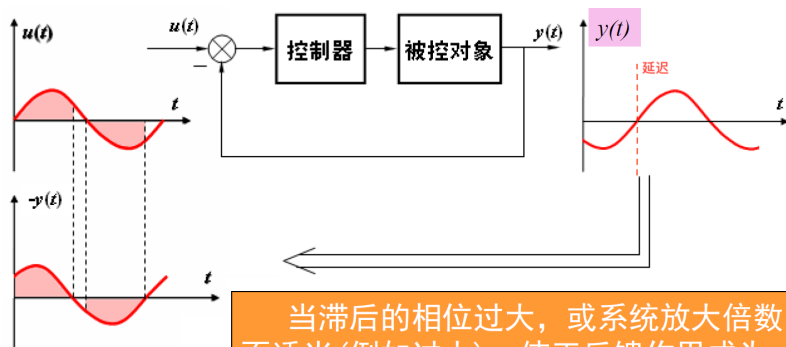 u(t)
t
u(t)
−
控制器
被控对象
y(t)
y(t)
延迟
t
-y(t)
t
当滞后的相位过大，或系统放大倍数